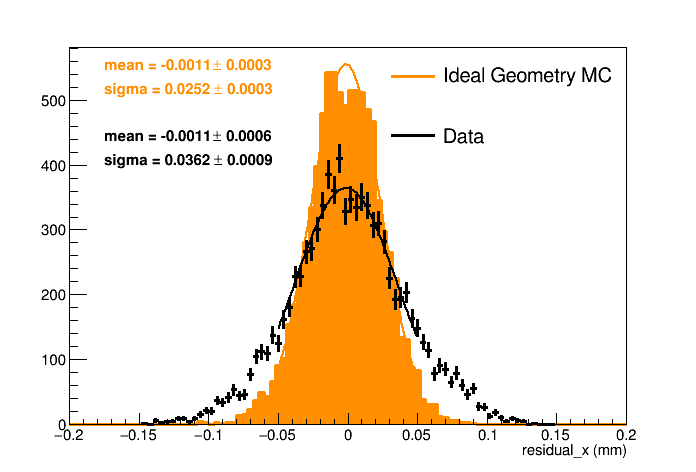 mean = -0.0011± 0.0003
sigma = 0.0252 ± 0.0003
Ideal Geometry MC
mean = -0.0011± 0.0006
sigma = 0.0362 ± 0.0009
Data
500
400
300
200
100
0
−0.2 −0.15 −0.1 −0.05 0 0.05 0.1 0.15 0.2
residual_x (mm)